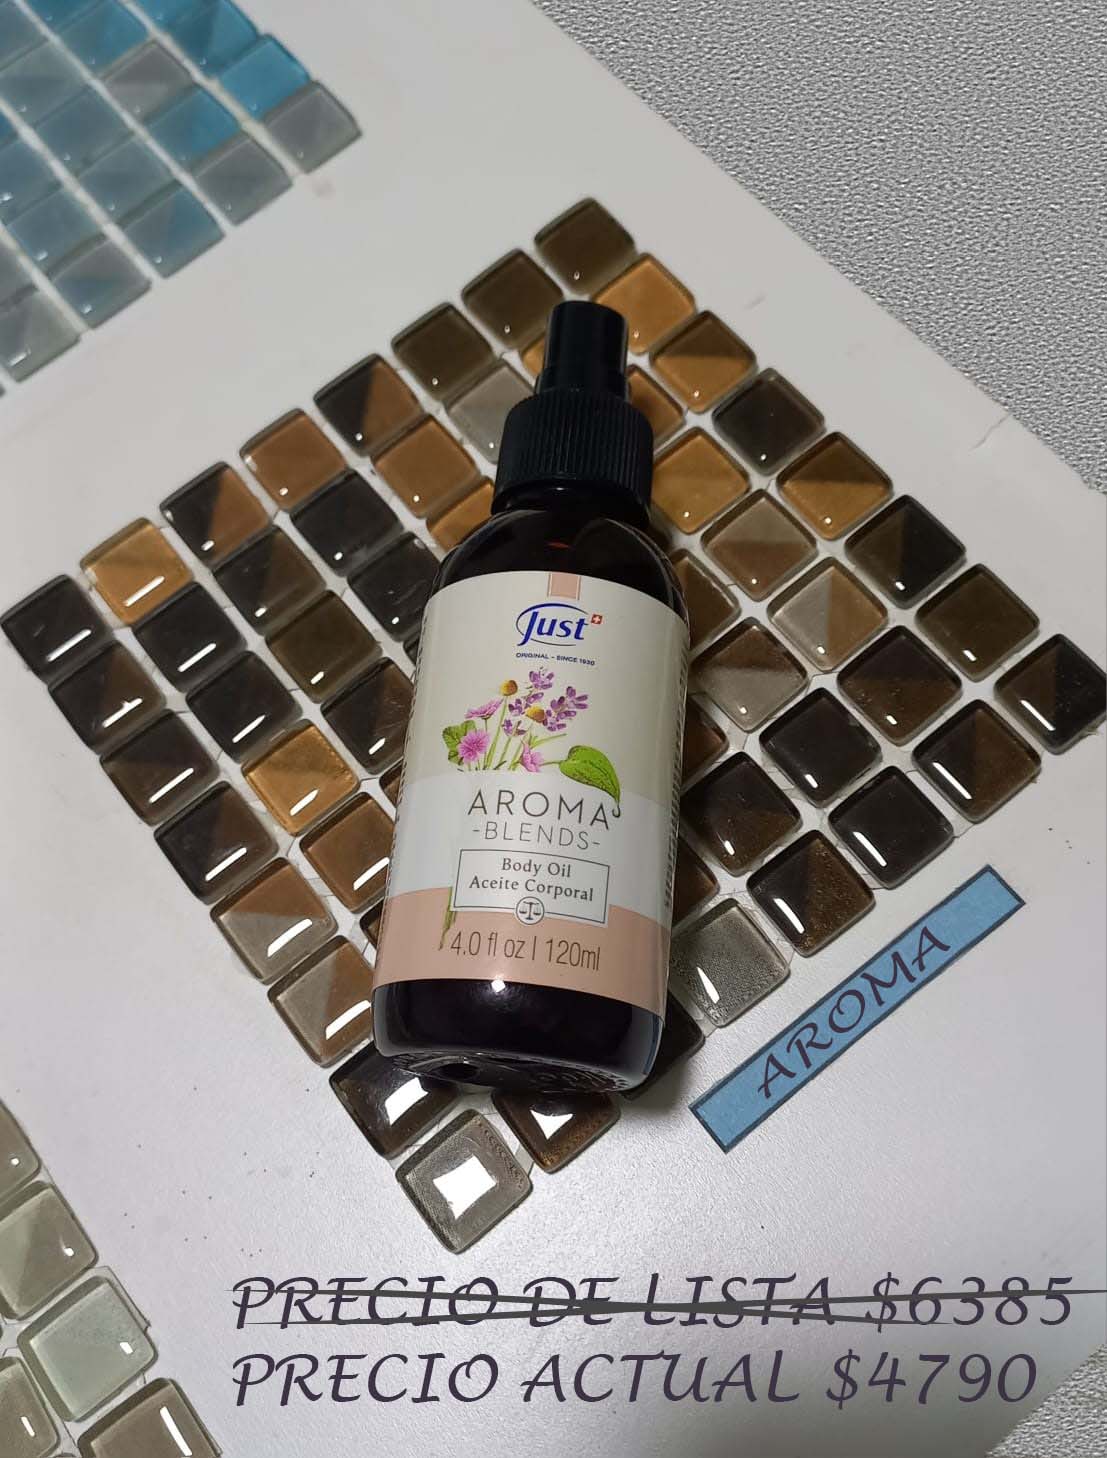 Just
ORIGINAL - SINCE 1930
AROMA
-BLENDS-
Body Oil
Aceite Corporal
4.0 fl oz | 120ml
AROMA
PRECIO DE LISTA $6385
PRECIO ACTUAL $4790